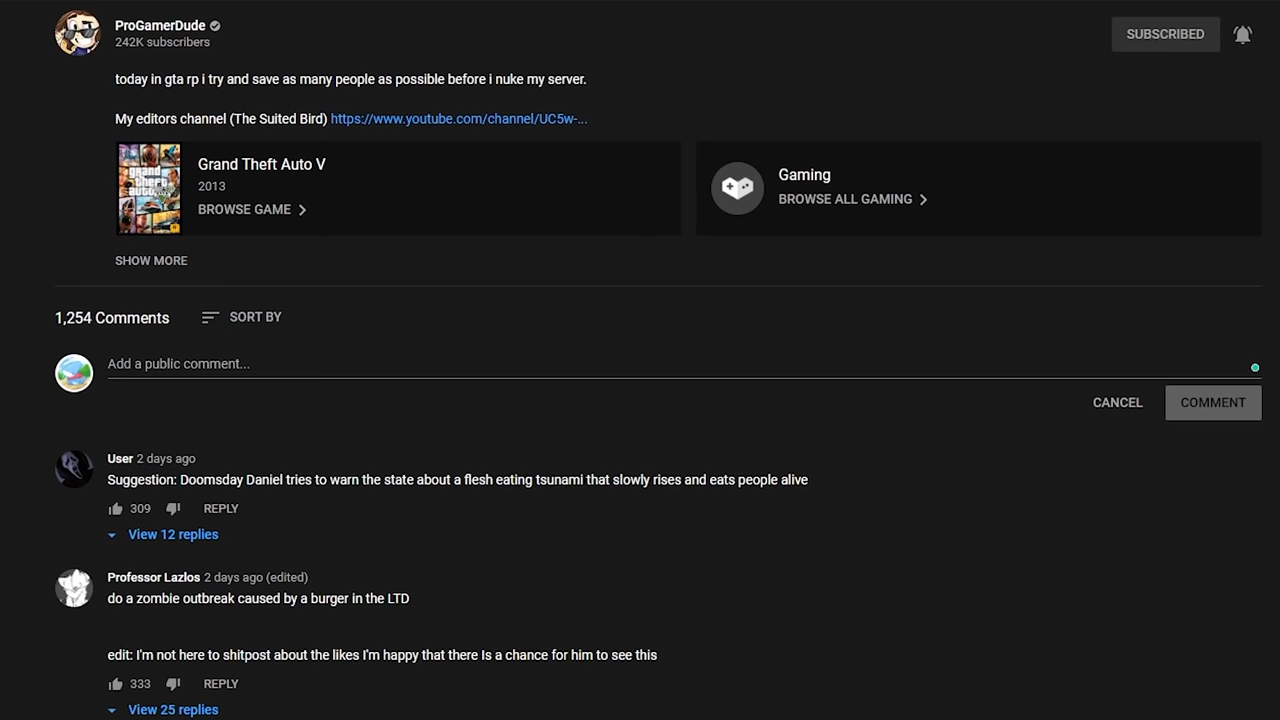 ProGamerDude
242K subscribers
SUBSCRIBED
today in gta rp i try and save as many people as possible before i nuke my server.
My editors channel (The Suited Bird) https://www.youtube.com/channel/UC5w-...
grand theft auto
Grand Theft Auto V
2013
BROWSE GAME
Gaming
BROWSE ALL GAMING
SHOW MORE
1,254 Comments
SORT BY
Add a public comment...
CANCEL
COMMENT
User 2 days ago
Suggestion: Doomsday Daniel tries to warn the state about a flesh eating tsunami that slowly rises and eats people alive
309
REPLY
View 12 replies
Professor Lazlos 2 days ago (edited)
do a zombie outbreak caused by a burger in the LTD
edit: I'm not here to shitpost about the likes I'm happy that there Is a chance for him to see this
333
REPLY
View 25 replies